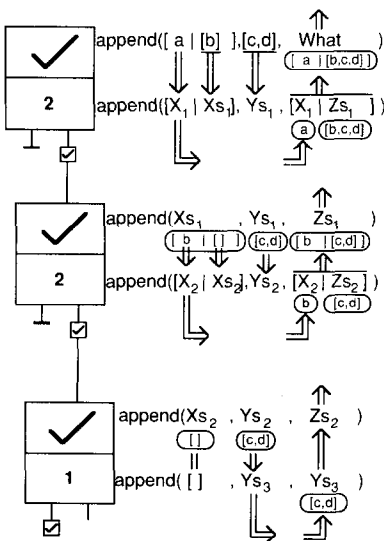 append([ a | [b] ],[c,d], What )
[ a | [b,c,d] ]
2 append([X1 | Xs1], Ys1 , [X1 | Zs1 ] )
a [b,c,d]
append(Xs1 , Ys1, Zs1 )
[ b | [ ] ] [c,d] [ b | [c,d] ]
2 append([X2 | Xs2],Ys2 , [X2 | Zs2 ] )
b [c,d]
append(Xs2 , Ys2 , Zs2 )
[ ] [c,d]
1 append( [ ] , Ys3 , Ys3 )
[c,d]